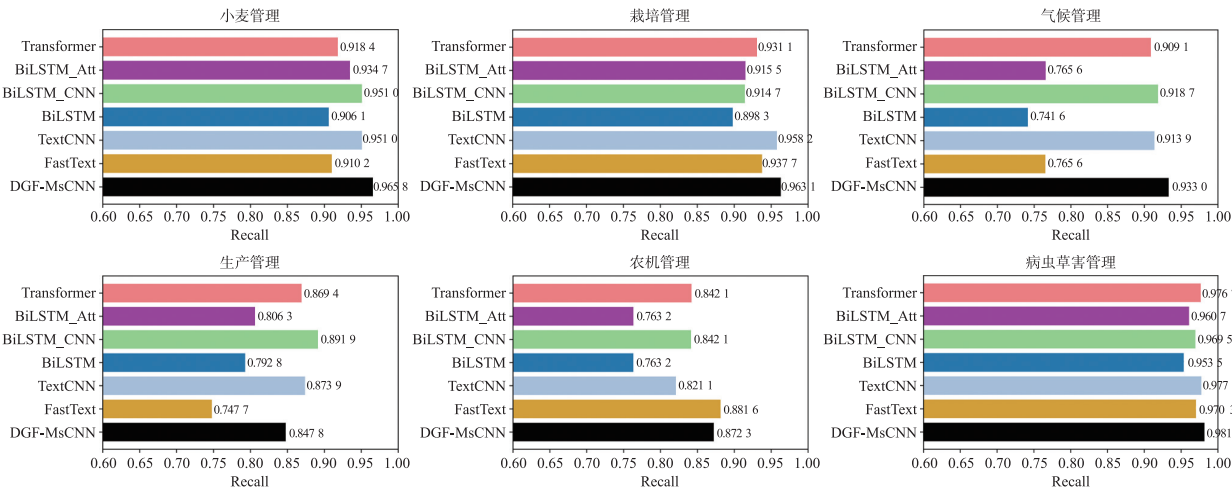 小麦管理
Transformer 0.918 4
BiLSTM_Att 0.934 7
BiLSTM_CNN 0.951 0
BiLSTM 0.906 1
TextCNN 0.951 0
FastText 0.910 2
DGF-MsCNN 0.965 8
0.60 0.65 0.70 0.75 0.80 0.85 0.90 0.95 1.00
Recall
栽培管理
Transformer 0.931 1
BiLSTM_Att 0.915 5
BiLSTM_CNN 0.914 7
BiLSTM 0.898 3
TextCNN 0.958 2
FastText 0.937 7
DGF-MsCNN 0.963 1
0.60 0.65 0.70 0.75 0.80 0.85 0.90 0.95 1.00
Recall
气候管理
Transformer 0.909 1
BiLSTM_Att 0.765 6
BiLSTM_CNN 0.918 7
BiLSTM 0.741 6
TextCNN 0.913 9
FastText 0.765 6
DGF-MsCNN 0.933 0
0.60 0.65 0.70 0.75 0.80 0.85 0.90 0.95 1.00
Recall
生产管理
Transformer 0.869 4
BiLSTM_Att 0.806 3
BiLSTM_CNN 0.891 9
BiLSTM 0.792 8
TextCNN 0.873 9
FastText 0.747 7
DGF-MsCNN 0.847 8
0.60 0.65 0.70 0.75 0.80 0.85 0.90 0.95 1.00
Recall
农机管理
Transformer 0.842 1
BiLSTM_Att 0.763 2
BiLSTM_CNN 0.842 1
BiLSTM 0.763 2
TextCNN 0.821 1
FastText 0.881 6
DGF-MsCNN 0.872 3
0.60 0.65 0.70 0.75 0.80 0.85 0.90 0.95 1.00
Recall
病虫草害管理
Transformer 0.976
BiLSTM_Att 0.960 7
BiLSTM_CNN 0.969 5
BiLSTM 0.953 5
TextCNN 0.977
FastText 0.970
DGF-MsCNN 0.981
0.60 0.65 0.70 0.75 0.80 0.85 0.90 0.95 1.00
Recall